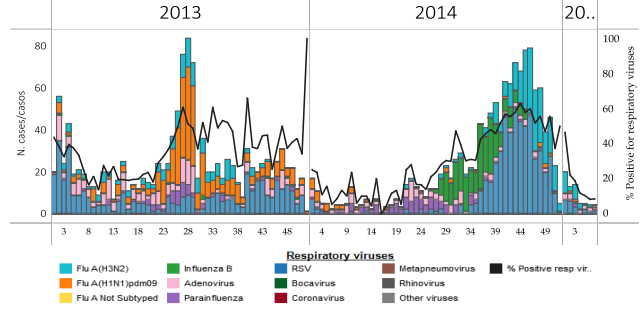 2013 2014 20..
80 100
60 80
60
40 40
20 20
0 0
N. cases/casos
% Positive for respiratory viruses
3 8 13 18 23 28 33 38 43 48 4 9 14 19 24 29 34 39 44 49 3
Respiratory viruses
Flu A(H3N2) Influenza B RSV Metapneumovirus % Positive resp vir..
Flu A(H1N1)pdm09 Adenovirus Bocavirus Rhinovirus
Flu A Not Subtyped Parainfluenza Coronavirus Other viruses